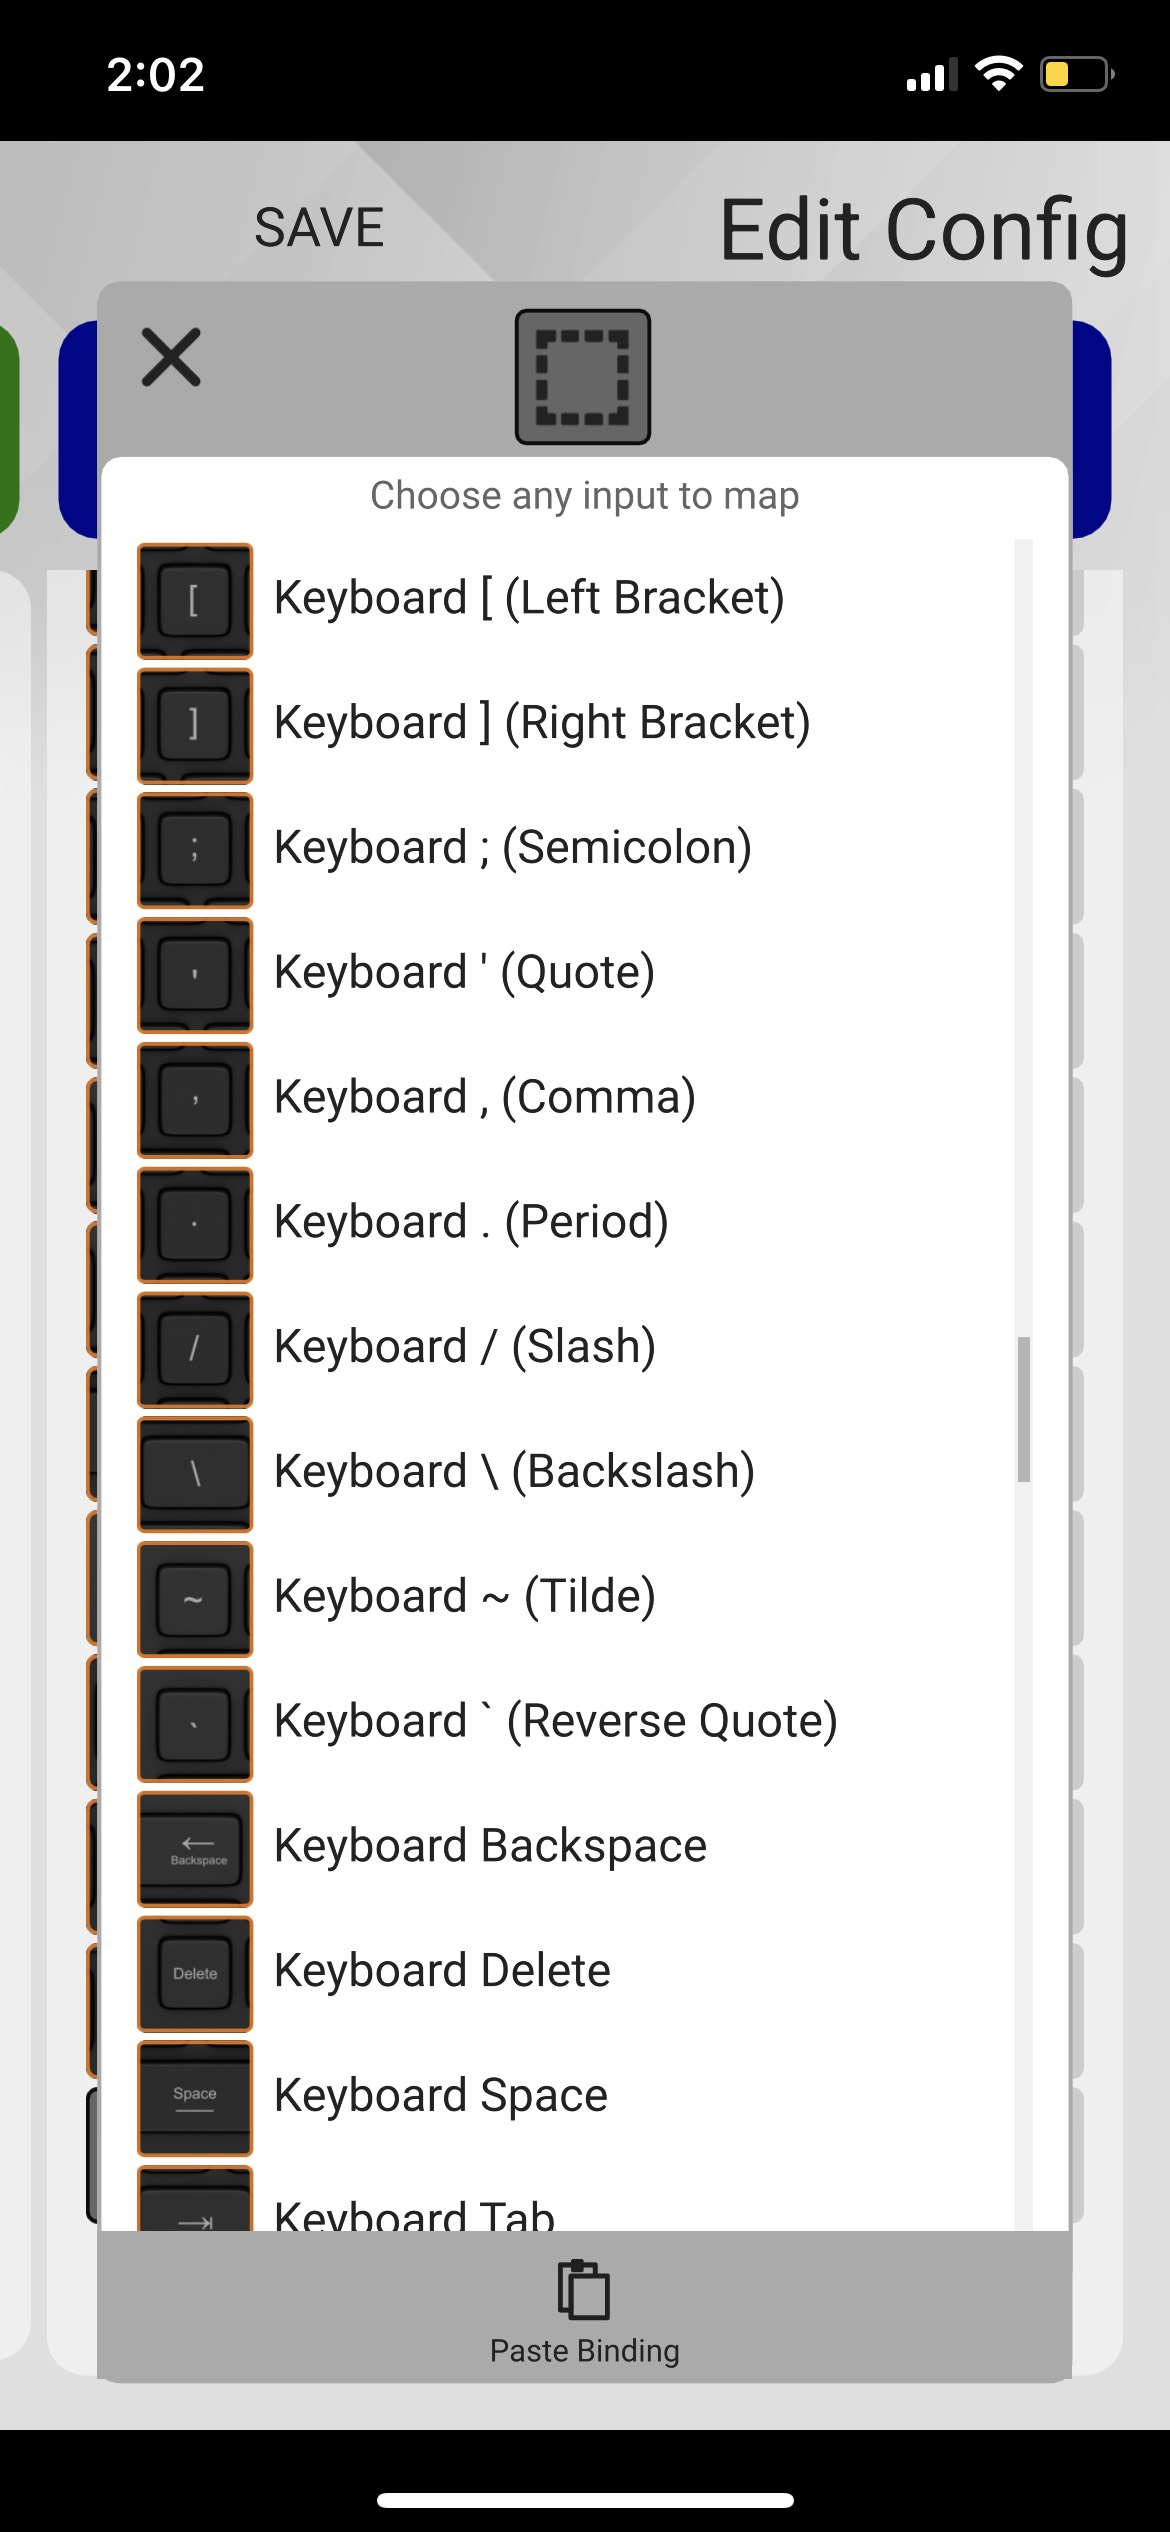 2:02
SAVE
Edit Config
Choose any input to map
[
Keyboard [ (Left Bracket)
]
Keyboard ] (Right Bracket)
;
Keyboard ; (Semicolon)
'
Keyboard ' (Quote)
,
Keyboard , (Comma)
.
Keyboard . (Period)
/
Keyboard / (Slash)
\
Keyboard \ (Backslash)
~
Keyboard ~ (Tilde)
`
Keyboard ` (Reverse Quote)
Backspace
Keyboard Backspace
Delete
Keyboard Delete
Space
Keyboard Space
Keyboard Tab
Paste Binding